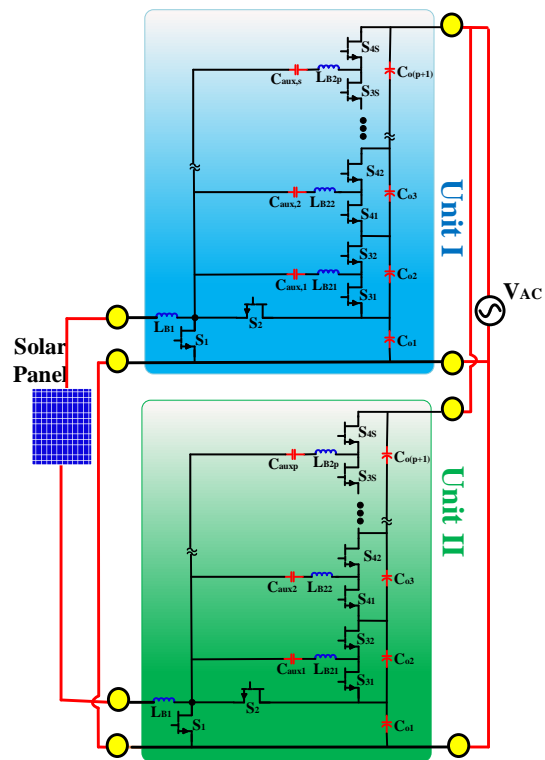 S4S
Caux,s
LB2p
S3S
Co(p+1)
S42
Caux,2
LB22
S41
Co3
S32
Caux,1
LB21
S31
Co2
LB1
S1
S2
Co1
Unit I
VAC
Solar
Panel
S4S
Cauxp
LB2p
S3S
Co(p+1)
S42
Caux2
LB22
S41
Co3
S32
Caux1
LB21
S31
Co2
LB1
S1
S2
Co1
Unit II